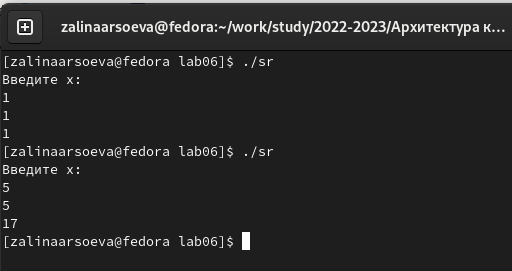 zalinaarsoeva@fedora:~/work/study/2022-2023/Архитектура к...
[zalinaarsoeva@fedora lab06]$ ./sr
Введите x:
1
1
1
[zalinaarsoeva@fedora lab06]$ ./sr
Введите x:
5
5
17
[zalinaarsoeva@fedora lab06]$